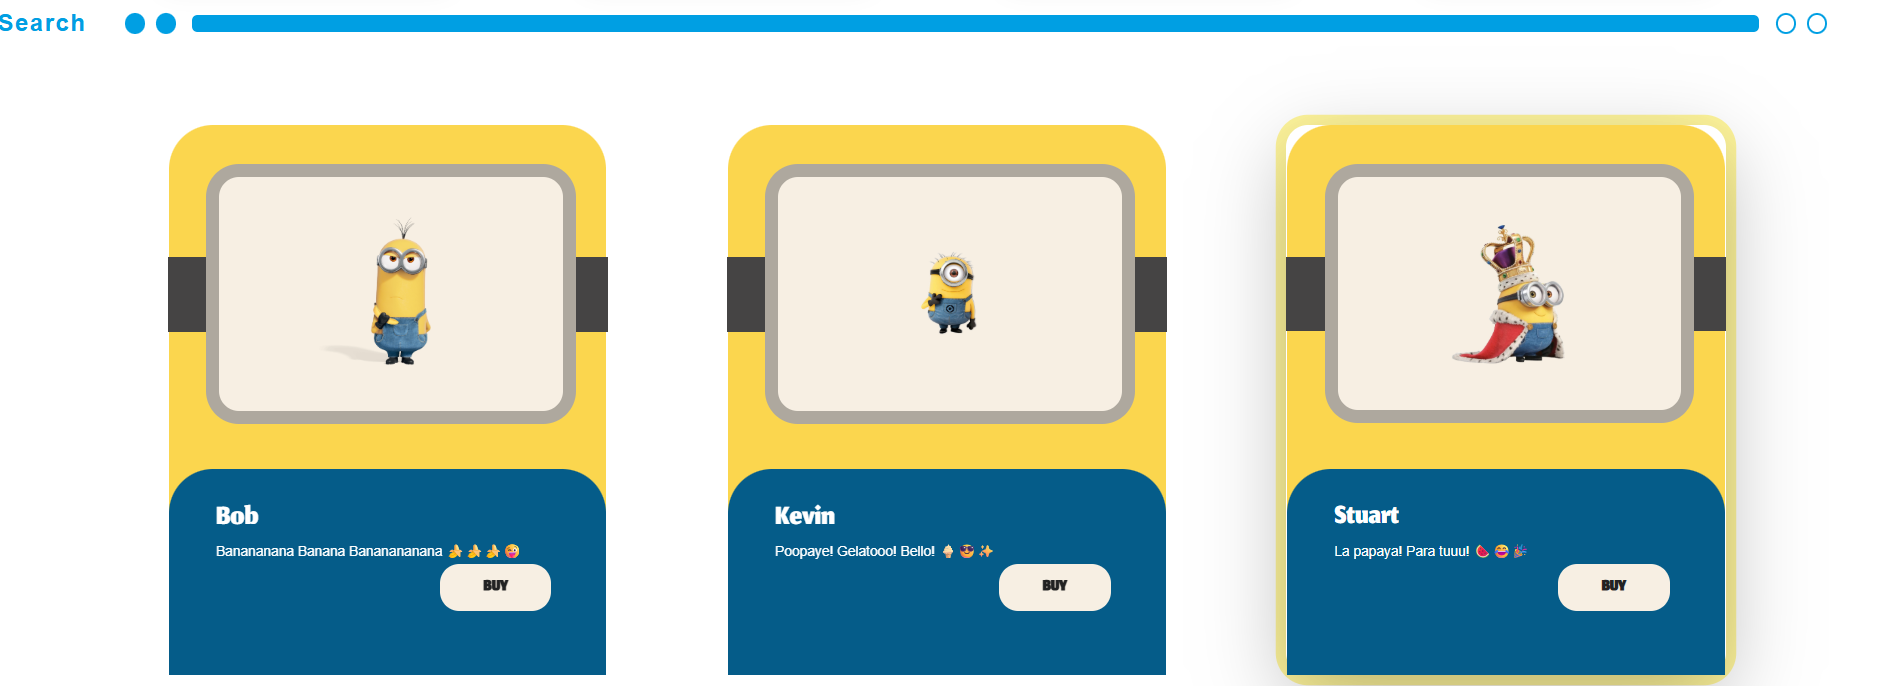 Search
Bob
Banananana Banana Bananananana 🍌🍌🍌😜
BUY
Kevin
Poopaye! Gelatooo! Bello! 🍦😎✨
BUY
Stuart
La papaya! Para tuuu! 🍉😄🎉
BUY